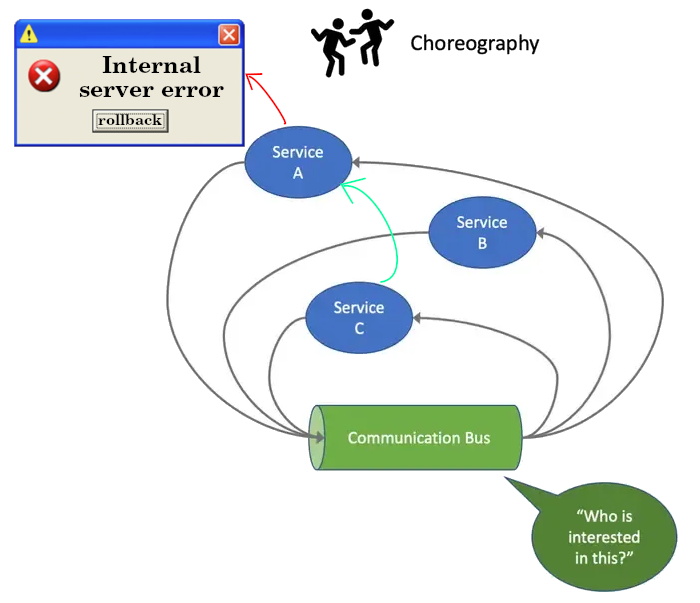 Internal
server error
rollback
Choreography
Service
A
Service
B
Service
C
Communication Bus
“Who is
interested
in this?”